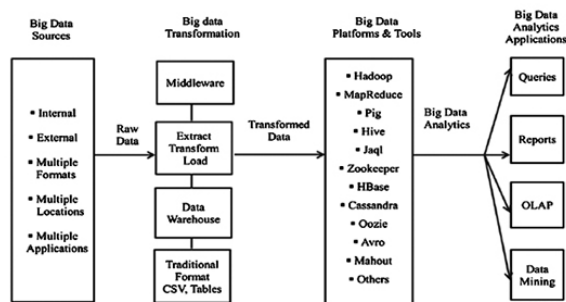 Big Data
Sources
▪ Internal
▪ External
▪ Multiple
Formats
▪ Multiple
Locations
▪ Multiple
Applications
Raw
Data
Big data
Transformation
Middleware
Extract
Transform
Load
Data
Warehouse
Traditional
Format
CSV, Tables
Transformed
Data
Big Data
Platforms & Tools
▪ Hadoop
▪ MapReduce
▪ Pig
▪ Hive
▪ Jaql
▪ Zookeeper
▪ HBase
▪ Cassandra
▪ Oozie
▪ Avro
▪ Mahout
▪ Others
Big Data
Analytics
Big Data
Analytics
Applications
Queries
Reports
OLAP
Data
Mining